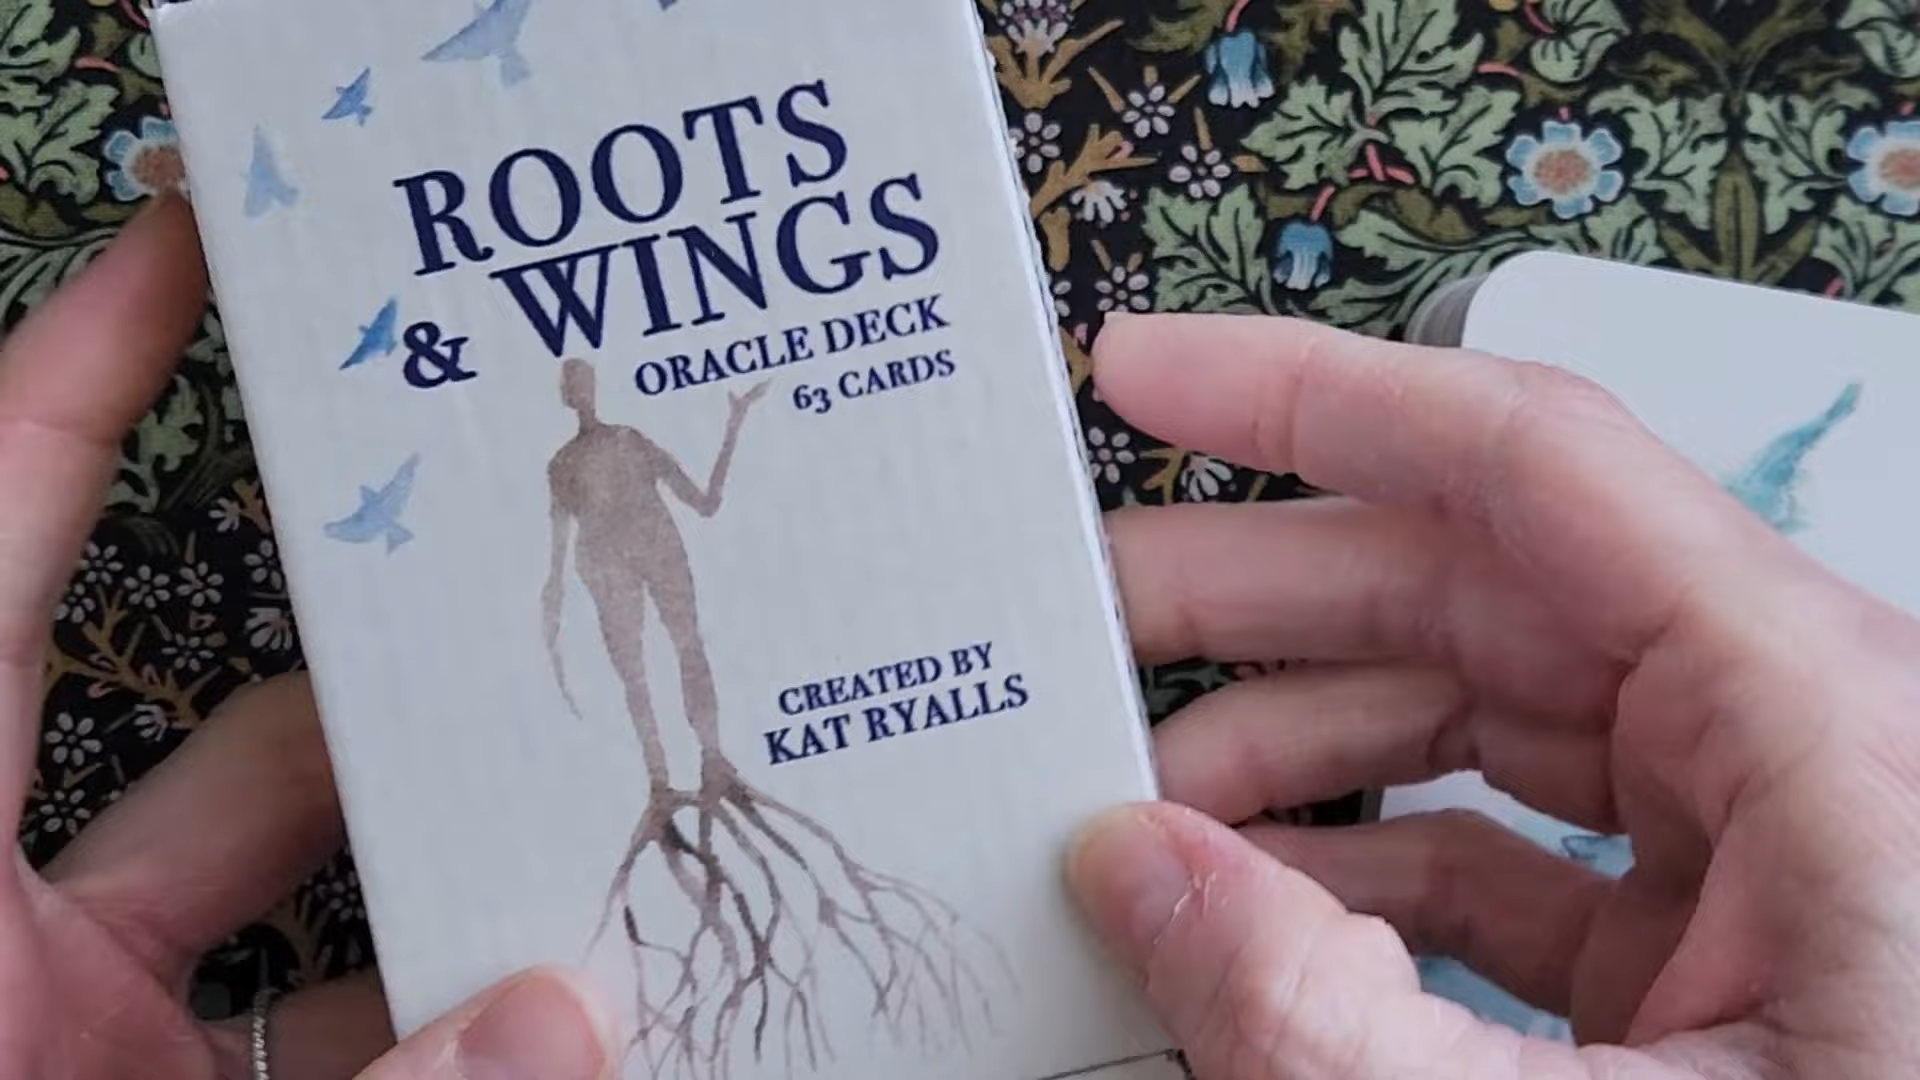 ROOTS
& WINGS
ORACLE DECK
63 CARDS
CREATED BY
KAT RYALLS